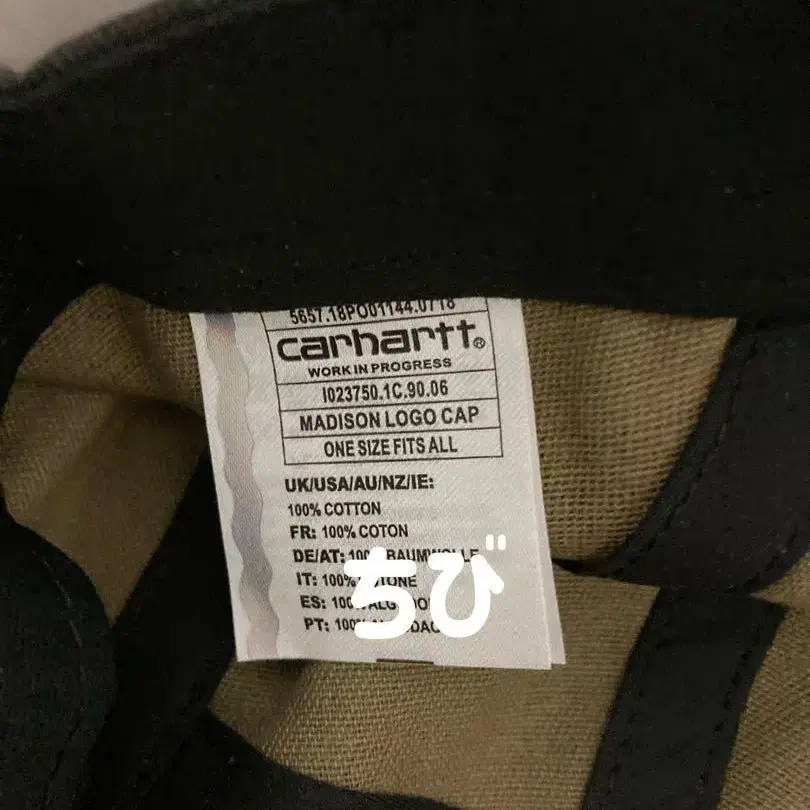 5657.18PO01144.0718
carhartt®
WORK IN PROGRESS
I023750.1C.90.06
MADISON LOGO CAP
ONE SIZE FITS ALL
UK/USA/AU/NZ/IE:
100% COTTON
FR: 100% COTON
DE/AT:
IT: 100%
ES:
PT:
ちび